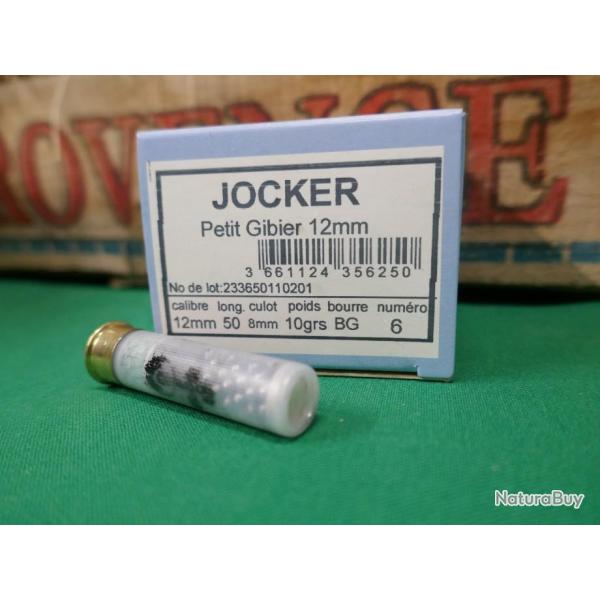 ROVENCE
JOCKER
Petit Gibier 12mm
3 661124 356250
No de lot:233650110201
calibre long. culot poids bourre numéro
12mm 50 8mm 10grs BG 6
NaturaBuy